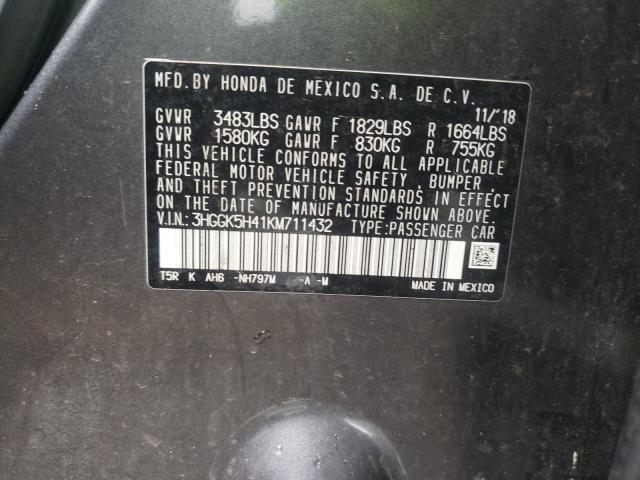 MFD. BY HONDA DE MEXICO S.A. DE C.V.
11/'18
GVWR 3483LBS GAWR F 1829LBS R 1664LBS
GVWR 1580KG GAWR F 830KG R 755KG
THIS VEHICLE CONFORMS TO ALL APPLICABLE
FEDERAL MOTOR VEHICLE SAFETY, BUMPER,
AND THEFT PREVENTION STANDARDS IN EFFECT
ON THE DATE OF MANUFACTURE SHOWN ABOVE.
V.I.N.: 3HGGK5H41KM711432 TYPE:PASSENGER CAR
T5R K AH6 -NH797M -A -M MADE IN MEXICO